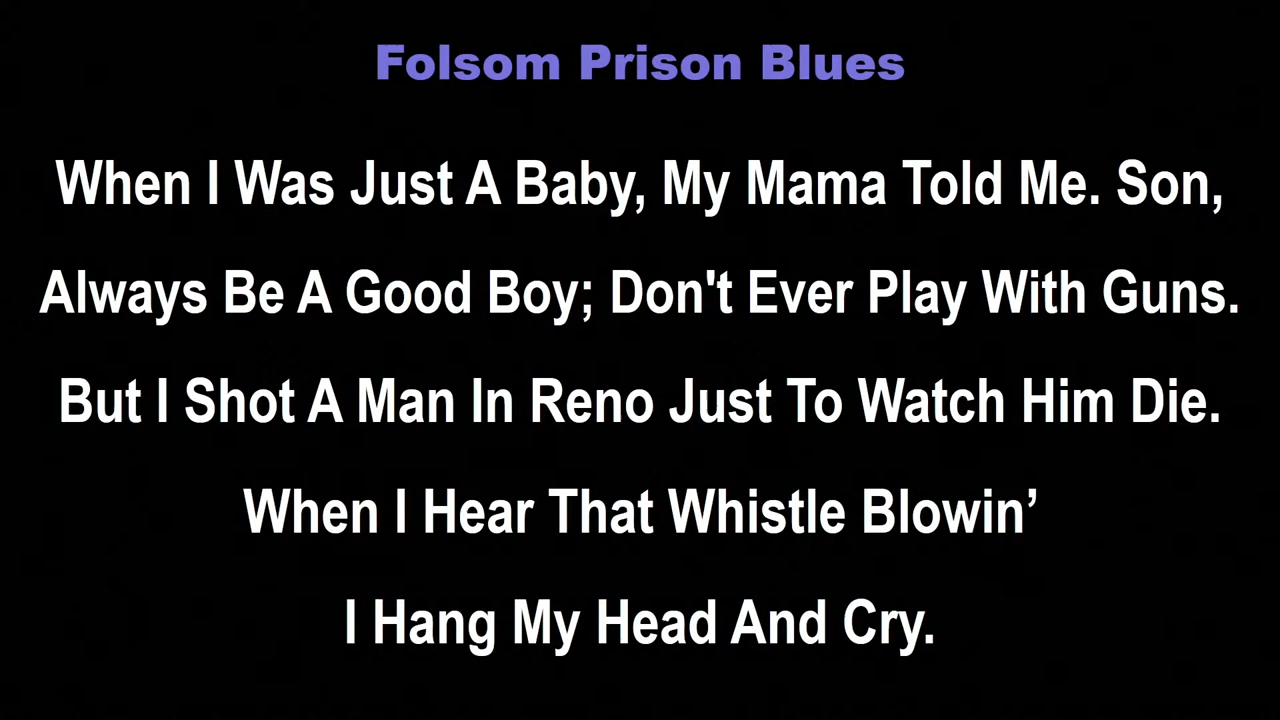 Folsom Prison Blues
When I Was Just A Baby, My Mama Told Me. Son,
Always Be A Good Boy; Don't Ever Play With Guns.
But I Shot A Man In Reno Just To Watch Him Die.
When I Hear That Whistle Blowin’
I Hang My Head And Cry.